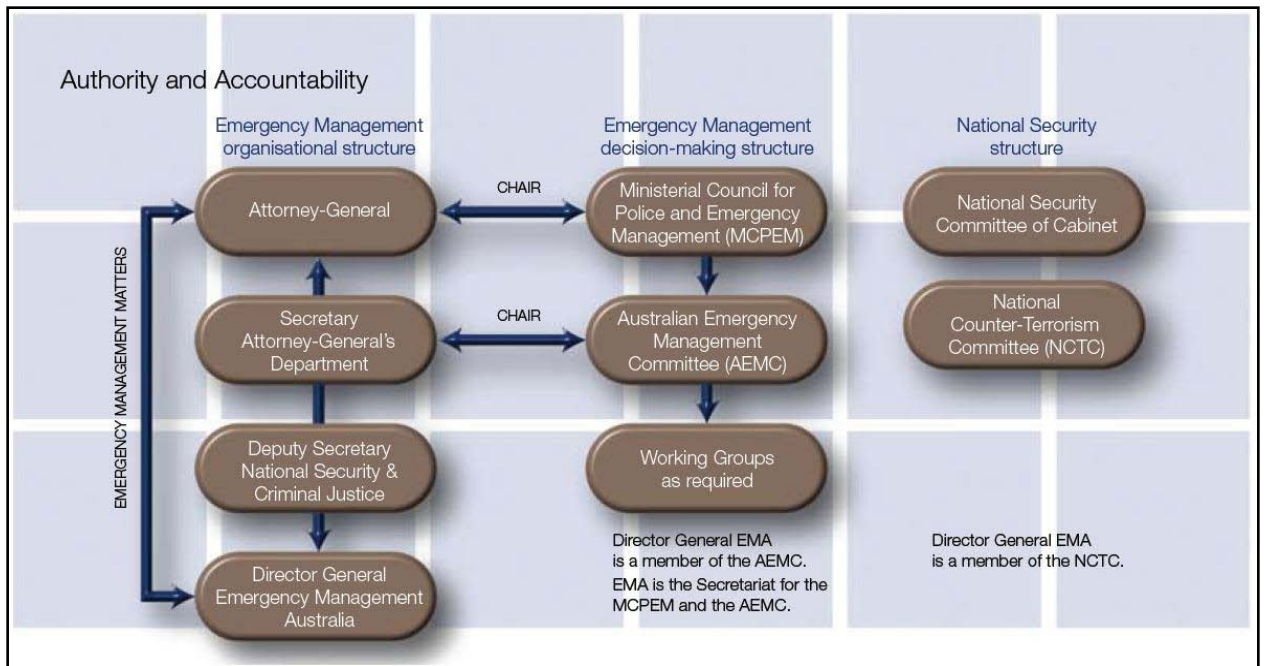 Authority and Accountability
Emergency Management
organisational structure
Attorney-General
Secretary
Attorney-General's
Department
Deputy Secretary
National Security &
Criminal Justice
Director General
Emergency Management
Australia
EMERGENCY MANAGEMENT MATTERS
CHAIR
CHAIR
Emergency Management
decision-making structure
Ministerial Council for
Police and Emergency
Management (MCPEM)
Australian Emergency
Management
Committee (AEMC)
Working Groups
as required
Director General EMA
is a member of the AEMC.
EMA is the Secretariat for the
MCPEM and the AEMC.
National Security
structure
National Security
Committee of Cabinet
National
Counter-Terrorism
Committee (NCTC)
Director General EMA
is a member of the NCTC.